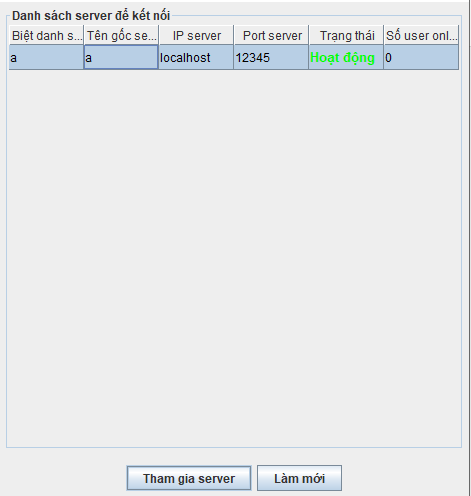 Danh sách server để kết nối
Biệt danh s... Tên gốc se... IP server Port server Trạng thái Số user onl...
a a localhost 12345 Hoạt động 0
Tham gia server Làm mới